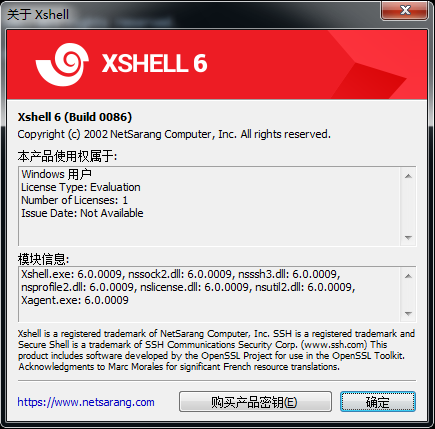 关于 Xshell
XSHELL 6
Xshell 6 (Build 0086)
Copyright (c) 2002 NetSarang Computer, Inc. All rights reserved.
本产品使用权属于:
Windows 用户
License Type: Evaluation
Number of Licenses: 1
Issue Date: Not Available
模块信息:
Xshell.exe: 6.0.0009, nssock2.dll: 6.0.0009, nsssh3.dll: 6.0.0009,
nsprofile2.dll: 6.0.0009, nslicense.dll: 6.0.0009, nsutil2.dll: 6.0.0009,
Xagent.exe: 6.0.0009
Xshell is a registered trademark of NetSarang Computer, Inc. SSH is a registered trademark and
Secure Shell is a trademark of SSH Communications Security Corp. (www.ssh.com) This
product includes software developed by the OpenSSL Project for use in the OpenSSL Toolkit.
Acknowledgments to Marc Morales for significant French resource translations.
https://www.netsarang.com
购买产品密钥(E)
确定